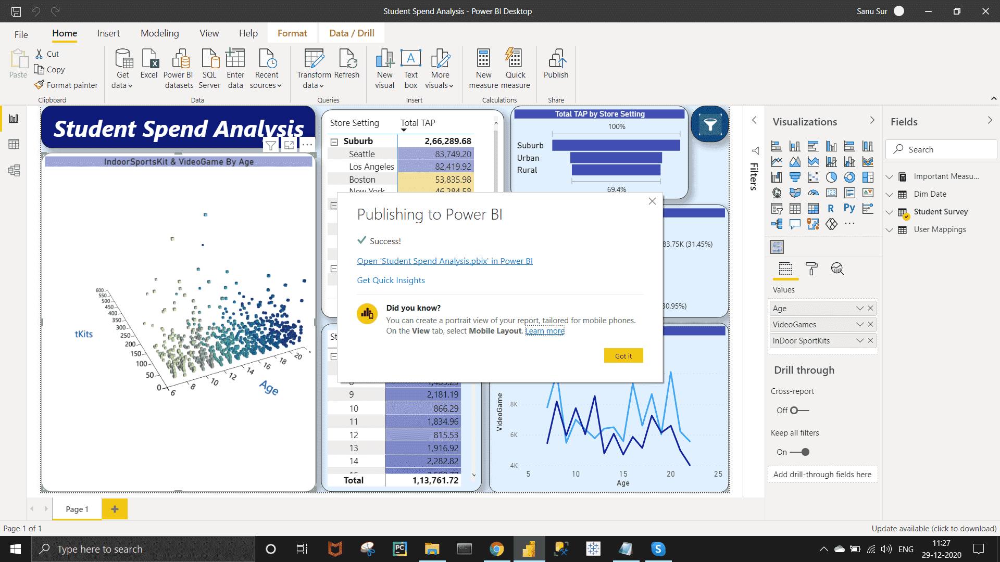 Student Spend Analysis - Power BI Desktop
Sanu Sur
File
Home
Insert
Modeling
View
Help
Format
Data / Drill
Paste
Cut
Copy
Format painter
Clipboard
Get data
Excel
Power BI datasets
SQL Server
Enter data
Recent sources
Data
Transform data
Refresh
Queries
New visual
Text box
More visuals
Insert
New measure
Quick measure
Calculations
Publish
Share
Student Spend Analysis
IndoorSportsKit & VideoGame By Age
600
550
500
450
400
350
300
250
200
150
100
50
0
tKits
6
8
10
12
14
16
18
20
Age
Store Setting Total TAP
Suburb 2,66,289.68
Seattle 83,749.20
Los Angeles 82,419.92
Boston 53,835.98
New York 46,284.58
Total TAP by Store Setting
100%
Suburb
Urban
Rural
69.4%
83.75K (31.45%)
30.95%)
Publishing to Power BI
Success!
Open 'Student Spend Analysis.pbix' in Power BI
Get Quick Insights
Did you know?
You can create a portrait view of your report, tailored for mobile phones.
On the View tab, select Mobile Layout. Learn more
Got it
St
9 2,181.19
10 866.29
11 1,834.96
12 815.53
13 1,916.92
14 2,282.82
Total 1,13,761.72
VideoGame
8K
6K
4K
5 10 15 20 25
Age
Filters
Visualizations
123
R
Py
Values
Age
VideoGames
InDoor SportKits
Drill through
Cross-report
Off
Keep all filters
On
Add drill-through fields here
Fields
Search
Important Measu...
Dim Date
Student Survey
User Mappings
Page 1
Page 1 of 1
Update available (click to download)
Type here to search
PC
S
ENG
11:27
29-12-2020